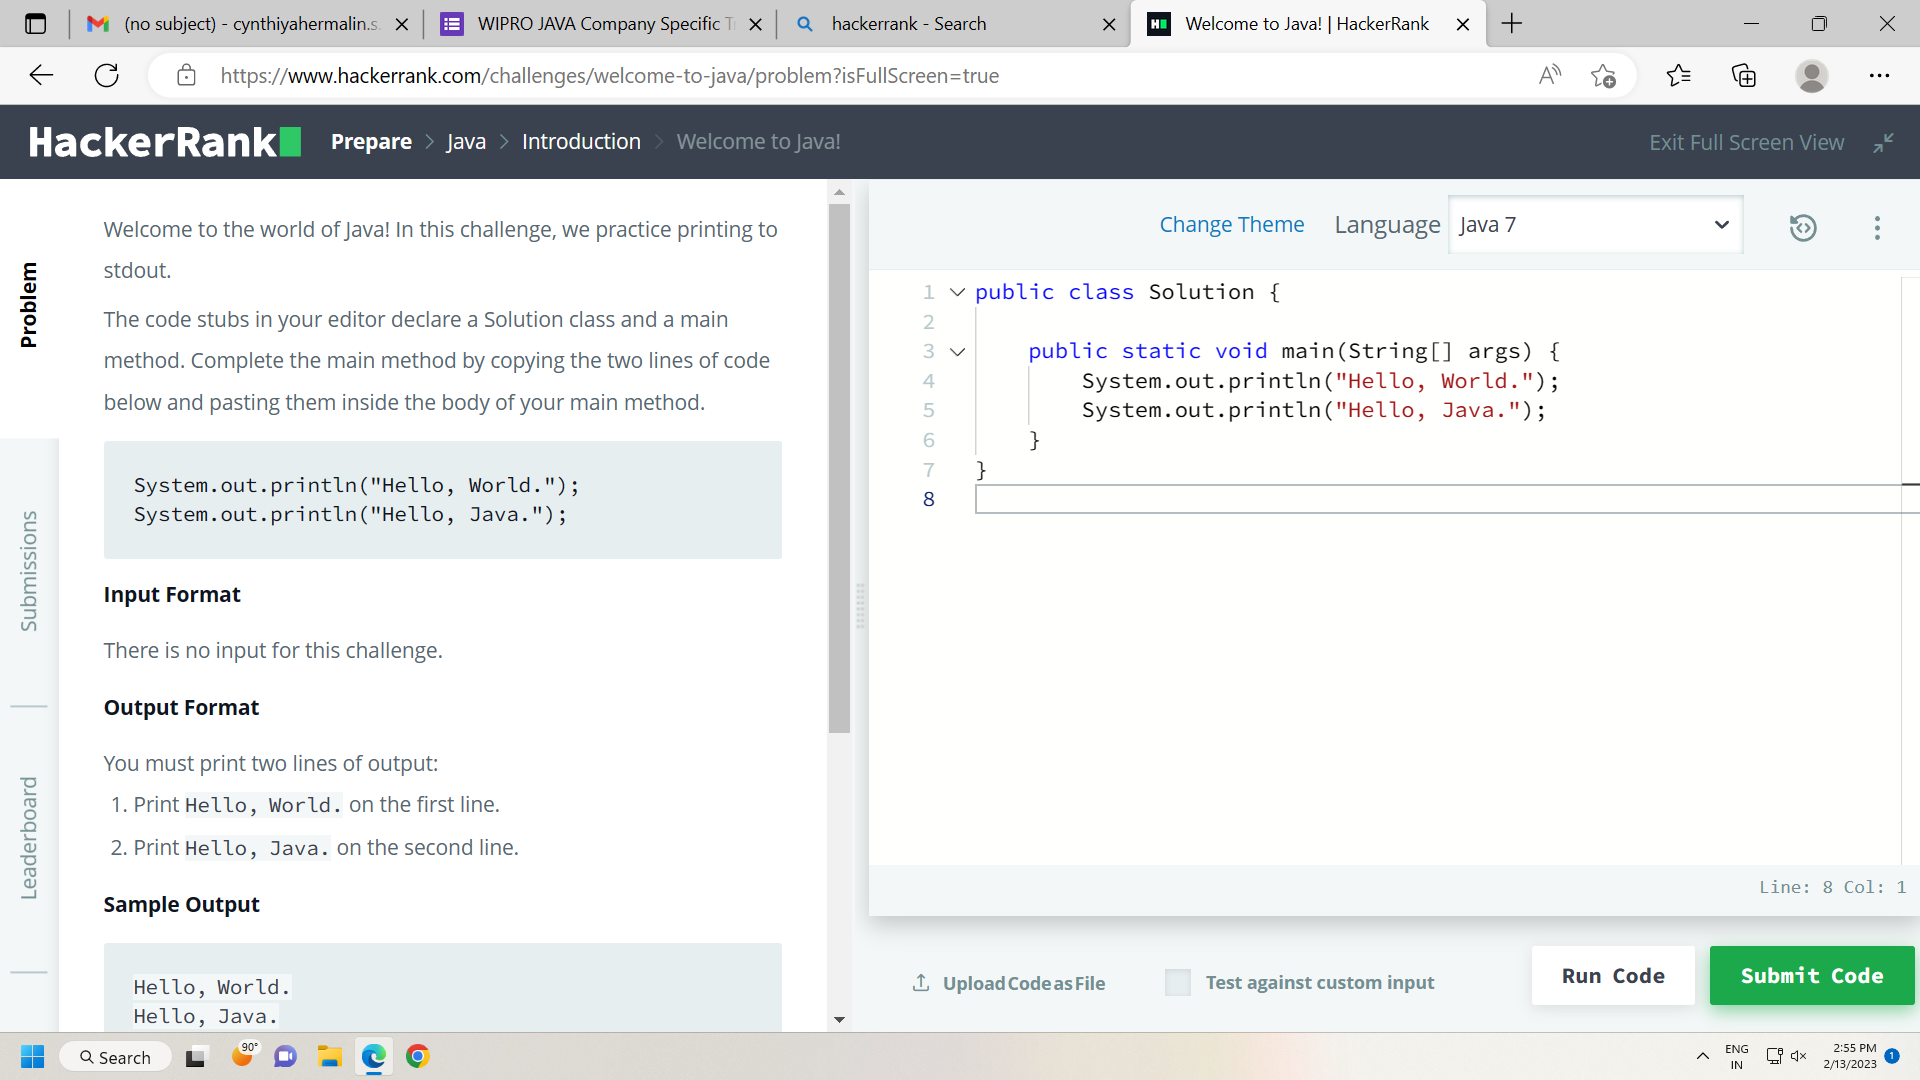 (no subject) - cynthiyahermalin.s
WIPRO JAVA Company Specific
hackerrank - Search
Welcome to Java! | HackerRank
https://www.hackerrank.com/challenges/welcome-to-java/problem?isFullScreen=true
HackerRank
Prepare > Java > Introduction > Welcome to Java!
Exit Full Screen View
Problem
Submissions
Leaderboard
Welcome to the world of Java! In this challenge, we practice printing to
stdout.
The code stubs in your editor declare a Solution class and a main
method. Complete the main method by copying the two lines of code
below and pasting them inside the body of your main method.
System.out.println("Hello, World.");
System.out.println("Hello, Java.");
Input Format
There is no input for this challenge.
Output Format
You must print two lines of output:
1. Print Hello, World. on the first line.
2. Print Hello, Java. on the second line.
Sample Output
Hello, World.
Hello, Java.
Change Theme Language Java 7
1 public class Solution {
2
3 public static void main(String[] args) {
4 System.out.println("Hello, World.");
5 System.out.println("Hello, Java.");
6 }
7 }
8
Line: 8 Col: 1
Upload Code as File
Test against custom input
Run Code
Submit Code
Search
90°
ENG
IN
2:55 PM
2/13/2023
1